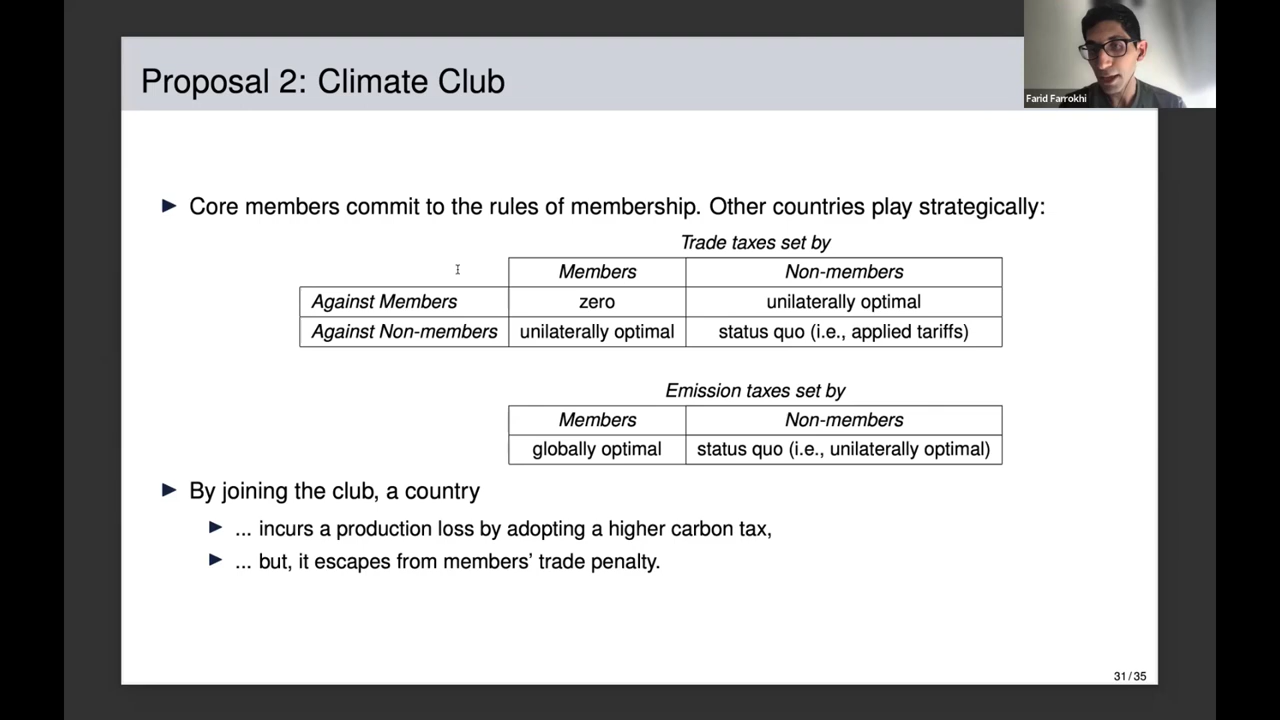 Proposal 2: Climate Club
Farid Farrokhi
► Core members commit to the rules of membership. Other countries play strategically:
Trade taxes set by
Members Non-members
Against Members zero unilaterally optimal
Against Non-members unilaterally optimal status quo (i.e., applied tariffs)
Emission taxes set by
Members Non-members
globally optimal status quo (i.e., unilaterally optimal)
► By joining the club, a country
► ... incurs a production loss by adopting a higher carbon tax,
► ... but, it escapes from members’ trade penalty.
31 / 35